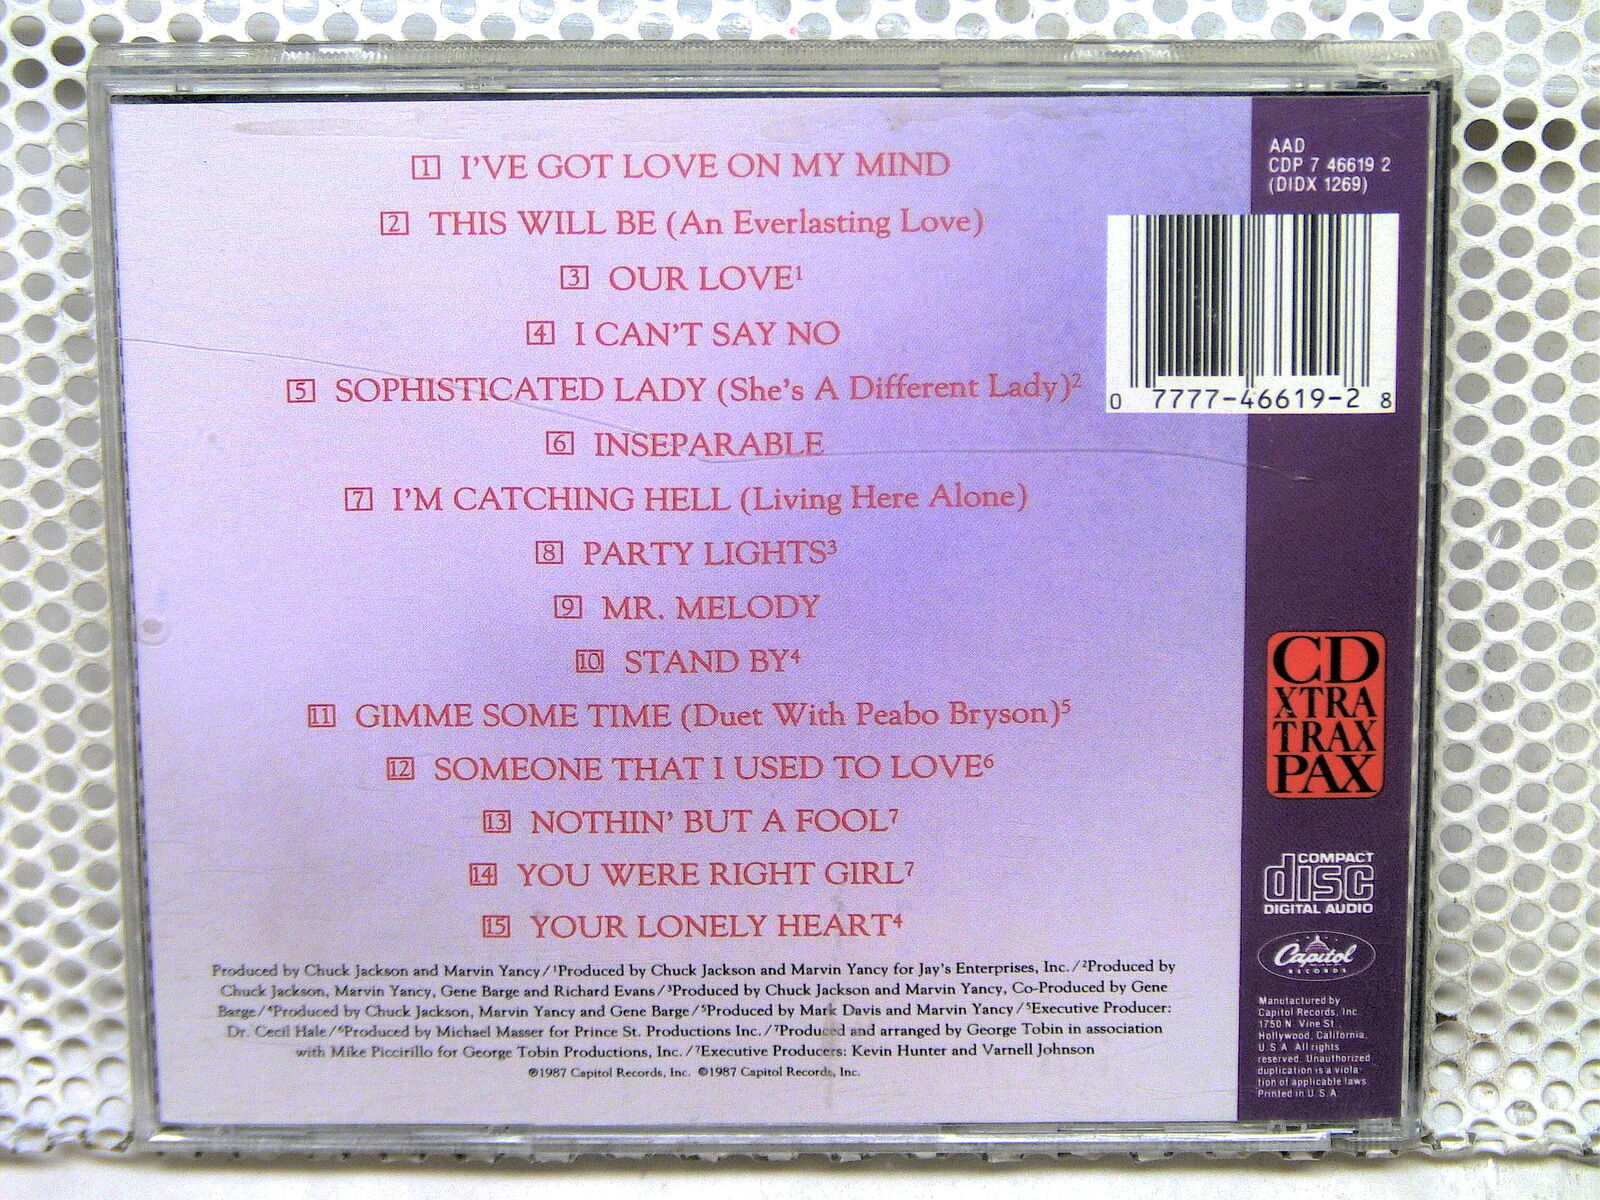 1 I'VE GOT LOVE ON MY MIND
2 THIS WILL BE (An Everlasting Love)
3 OUR LOVE¹
4 I CAN'T SAY NO
5 SOPHISTICATED LADY (She's A Different Lady)²
6 INSEPARABLE
7 I'M CATCHING HELL (Living Here Alone)
8 PARTY LIGHTS³
9 MR. MELODY
10 STAND BY⁴
11 GIMME SOME TIME (Duet With Peabo Bryson)⁵
12 SOMEONE THAT I USED TO LOVE⁶
13 NOTHIN' BUT A FOOL⁷
14 YOU WERE RIGHT GIRL⁷
15 YOUR LONELY HEART⁴
Produced by Chuck Jackson and Marvin Yancy/¹Produced by Chuck Jackson and Marvin Yancy for Jay's Enterprises, Inc./²Produced by
Chuck Jackson, Marvin Yancy, Gene Barge and Richard Evans/³Produced by Chuck Jackson and Marvin Yancy, Co-Produced by Gene
Barge/⁴Produced by Chuck Jackson, Marvin Yancy and Gene Barge/⁵Produced by Mark Davis and Marvin Yancy/⁵Executive Producer:
Dr. Cecil Hale/⁶Produced by Michael Masser for Prince St. Productions Inc./⁷Produced and arranged by George Tobin in association
with Mike Piccirillo for George Tobin Productions, Inc./⁷Executive Producers: Kevin Hunter and Varnell Johnson
℗1987 Capitol Records, Inc. ©1987 Capitol Records, Inc.
AAD
CDP 7 46619 2
(DIDX 1269)
0 7777-46619-2 8
CD
XTRA
TRAX
PAX
COMPACT
disc
DIGITAL AUDIO
Capitol
RECORDS
Manufactured by
Capitol Records, Inc.
1750 N. Vine St.,
Hollywood, California,
U.S.A. All rights
reserved. Unauthorized
duplication is a viola-
tion of applicable laws.
Printed in U.S.A.